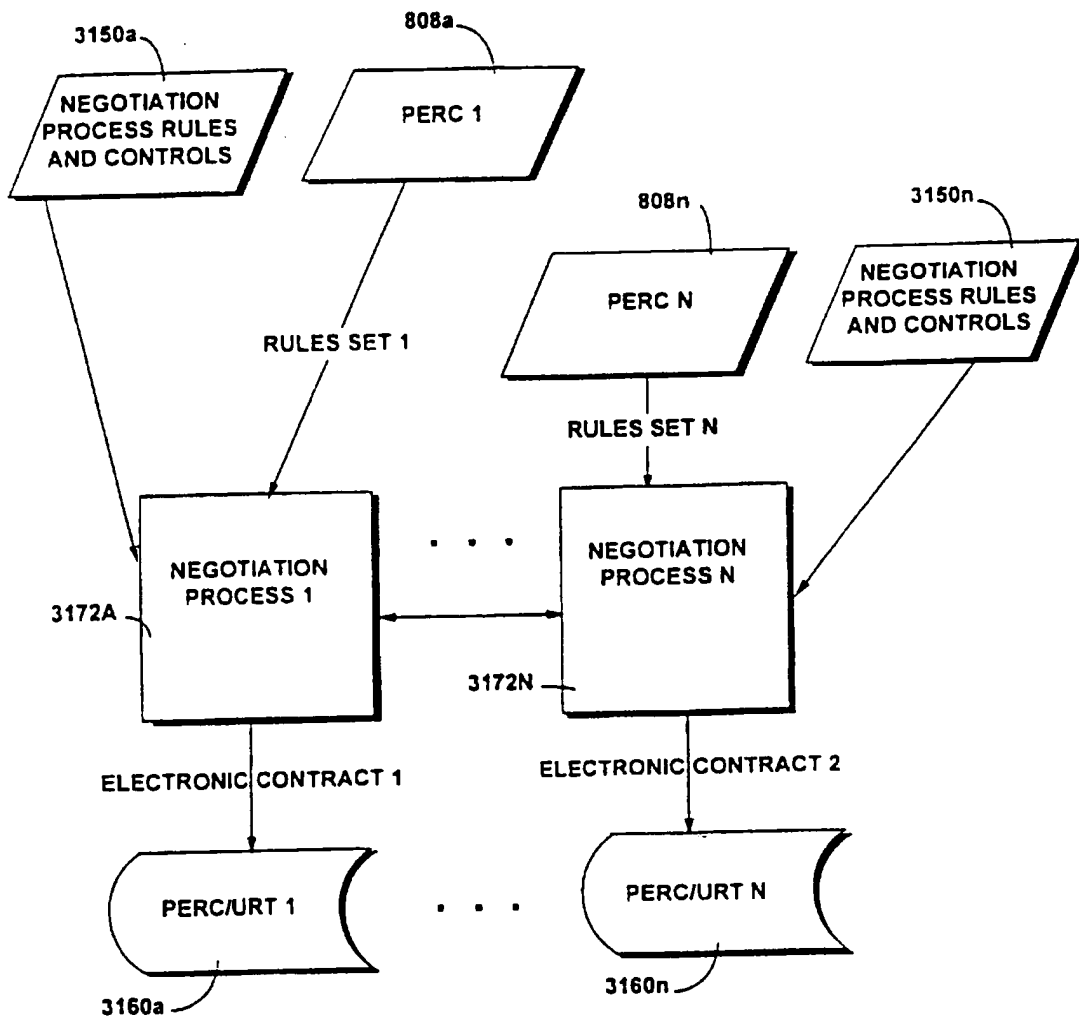 3150a
808a
NEGOTIATION
PROCESS RULES
AND CONTROLS
PERC 1
808n
3150n
PERC N
NEGOTIATION
PROCESS RULES
AND CONTROLS
RULES SET 1
RULES SET N
NEGOTIATION
PROCESS 1
NEGOTIATION
PROCESS N
3172A
3172N
ELECTRONIC CONTRACT 1
ELECTRONIC CONTRACT 2
PERC/URT 1
PERC/URT N
3160a
3160n